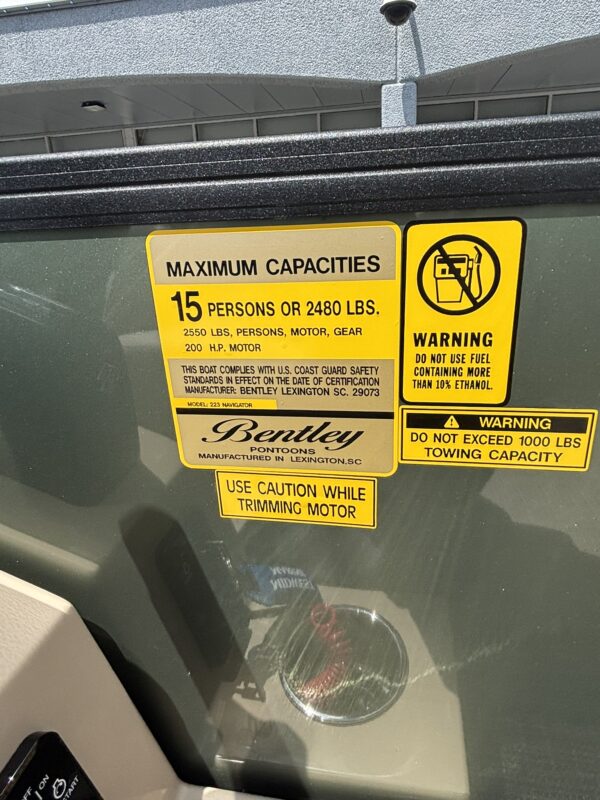 MAXIMUM CAPACITIES
15 PERSONS OR 2480 LBS.
2550 LBS, PERSONS, MOTOR, GEAR
200 H.P. MOTOR
THIS BOAT COMPLIES WITH U.S. COAST GUARD SAFETY
STANDARDS IN EFFECT ON THE DATE OF CERTIFICATION
MANUFACTURER: BENTLEY LEXINGTON SC. 29073
MODEL: 223 NAVIGATOR
Bentley
PONTOONS
MANUFACTURED IN LEXINGTON,SC
WARNING
DO NOT USE FUEL
CONTAINING MORE
THAN 10% ETHANOL.
WARNING
DO NOT EXCEED 1000 LBS
TOWING CAPACITY
USE CAUTION WHILE
TRIMMING MOTOR
ON
START